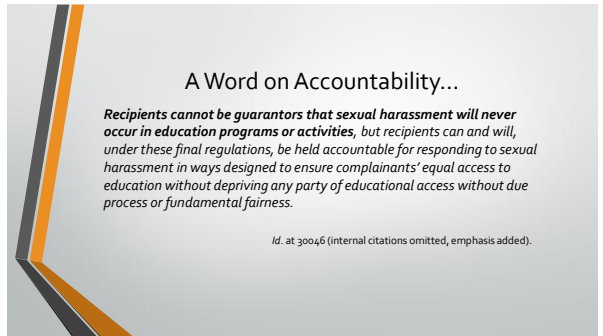 A Word on Accountability…
Recipients cannot be guarantors that sexual harassment will never
occur in education programs or activities, but recipients can and will,
under these final regulations, be held accountable for responding to sexual
harassment in ways designed to ensure complainants’ equal access to
education without depriving any party of educational access without due
process or fundamental fairness.
Id. at 30046 (internal citations omitted, emphasis added).